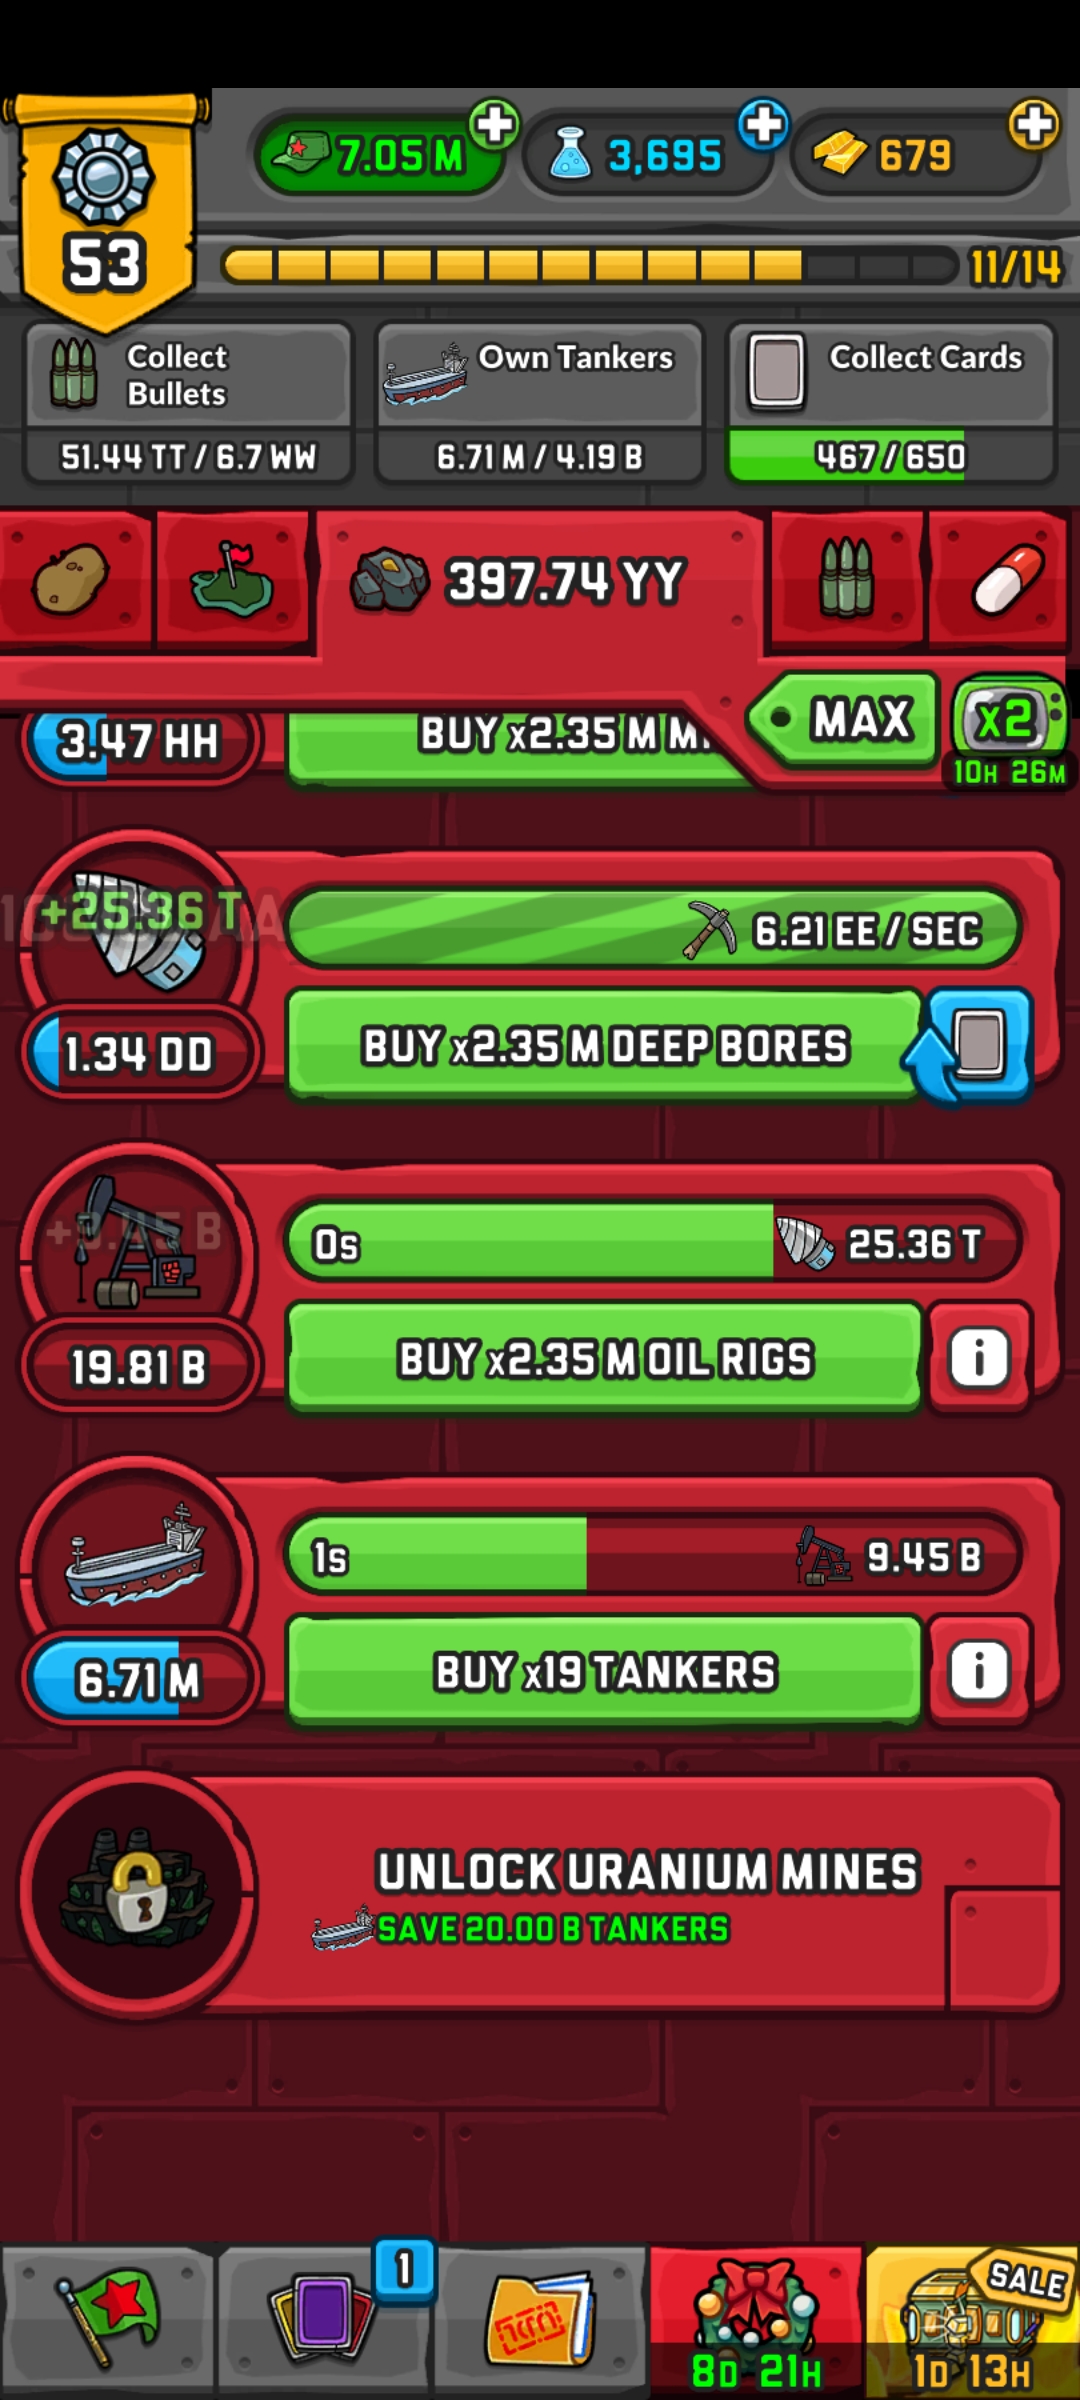 7.05 M
3,695
679
53
11/14
Collect
Bullets
Own Tankers
Collect Cards
51.44 TT / 6.7 WW
6.71 M / 4.19 B
467 / 650
397.74 YY
MAX
x2
10H 26M
3.47 HH
BUY x2.35 M
+25.36 T
6.21 EE / SEC
1.34 DD
BUY x2.35 M DEEP BORES
+9.45 B
0s
25.36 T
19.81 B
BUY x2.35 M OIL RIGS
i
1s
9.45 B
6.71 M
BUY x19 TANKERS
i
UNLOCK URANIUM MINES
SAVE 20.00 B TANKERS
1
8D 21H
SALE
1D 13H